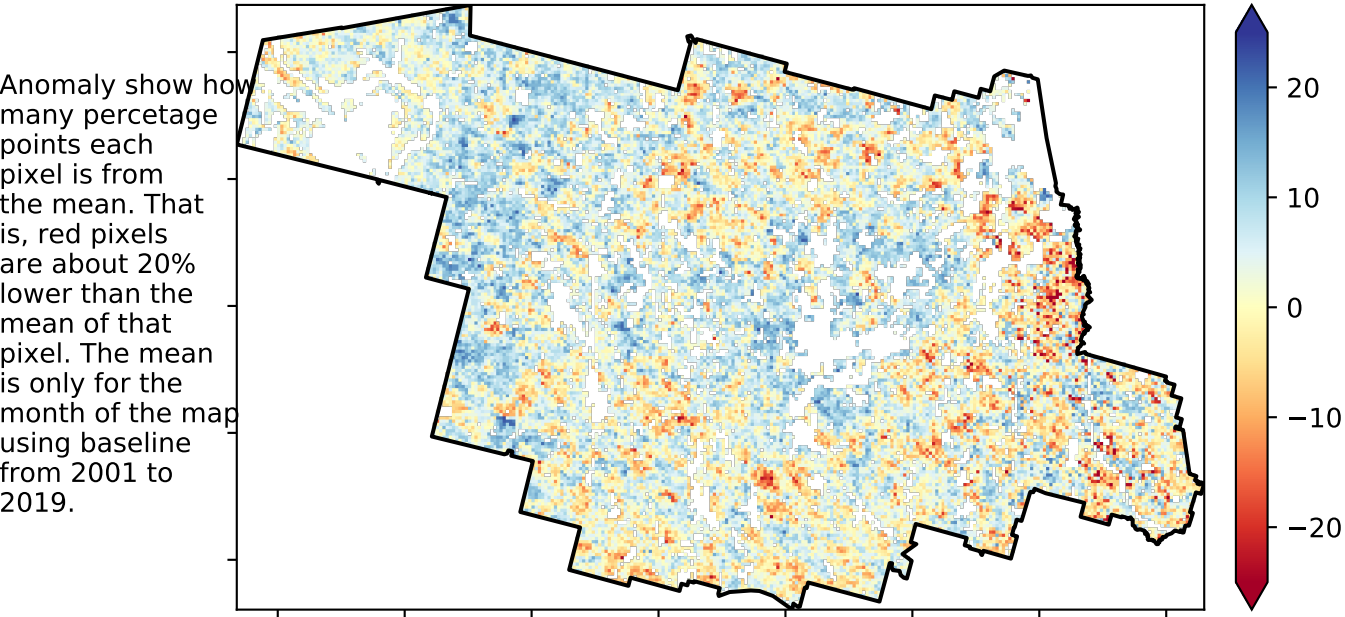 Anomaly show how
many percetage
points each
pixel is from
the mean. That
is, red pixels
are about 20%
lower than the
mean of that
pixel. The mean
is only for the
month of the map
using baseline
from 2001 to
2019.
20
10
0
−10
−20